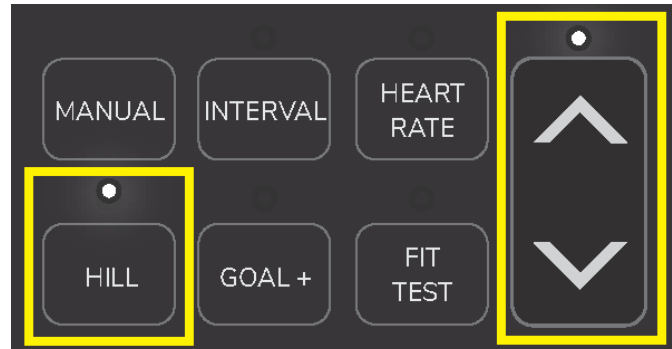 MANUAL
INTERVAL
HEART
RATE
HILL
GOAL +
FIT
TEST